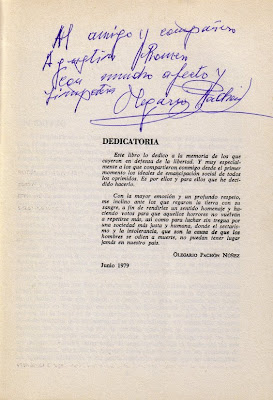 Al amigo y compañero
Agustin Roman
con mucho afecto y
simpatia Olegario Pachón
DEDICATORIA
Este libro lo dedico a la memoria de los que
cayeron en defensa de la libertad. Y muy especial-
mente a los que compartieron conmigo desde el primer
momento los ideales de emancipación social de todos
los oprimidos. Es por ellos y para ellos que he deci-
dido hacerlo.
Con la mayor emoción y un profundo respeto,
me inclino ante los que regaron la tierra con su
sangre, a fin de rendirles un sentido homenaje y ha-
ciendo votos para que aquellos horrores no vuelvan
a repetirse más, así como para luchar sin tregua por
una sociedad más justa y humana, donde el sectaris-
mo y la intolerancia, que son la causa de que los
hombres se odien a muerte, no puedan tener lugar
jamás en nuestro país.
OLEGARIO PACHÓN NÚÑEZ
Junio 1979